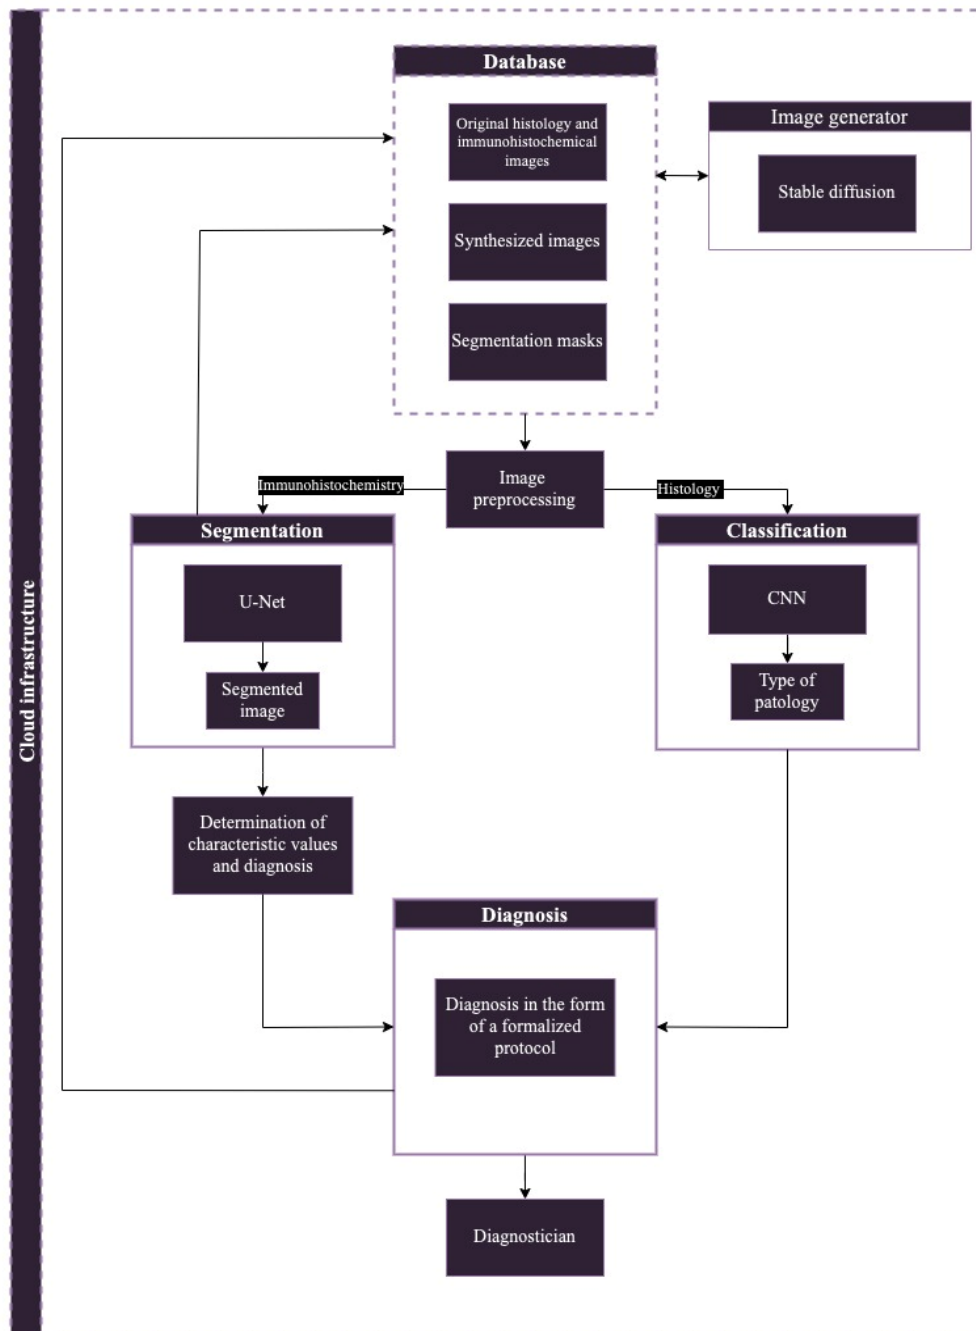 Cloud infrastructure
Database
Original histology and
immunohistochemical
images
Synthesized images
Segmentation masks
Image generator
Stable diffusion
Image
preprocessing
Immunohistochemistry
Histology
Segmentation
U-Net
Segmented
image
Classification
CNN
Type of
patology
Determination of
characteristic values
and diagnosis
Diagnosis
Diagnosis in the form
of a formalized
protocol
Diagnostician